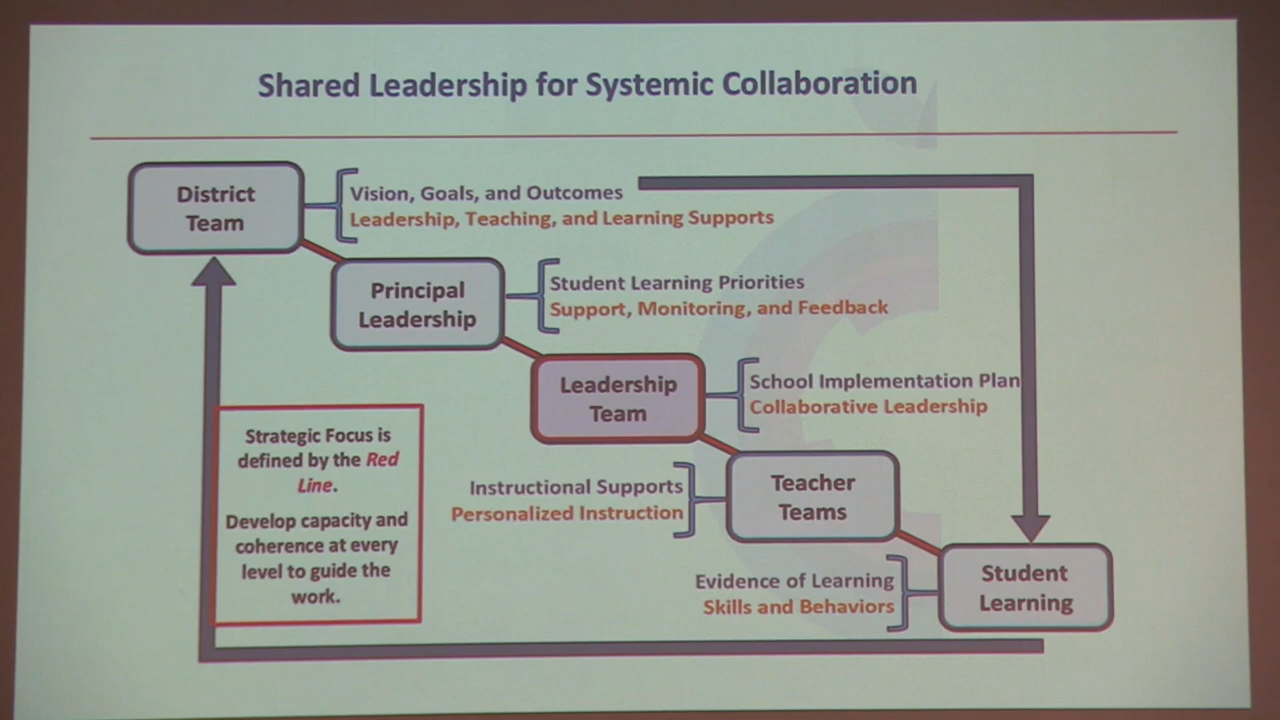 Shared Leadership for Systemic Collaboration
District
Team
Vision, Goals, and Outcomes
Leadership, Teaching, and Learning Supports
Principal
Leadership
Student Learning Priorities
Support, Monitoring, and Feedback
Leadership
Team
School Implementation Plan
Collaborative Leadership
Strategic Focus is
defined by the Red
Line.
Develop capacity and
coherence at every
level to guide the
work.
Instructional Supports
Personalized Instruction
Teacher
Teams
Evidence of Learning
Skills and Behaviors
Student
Learning